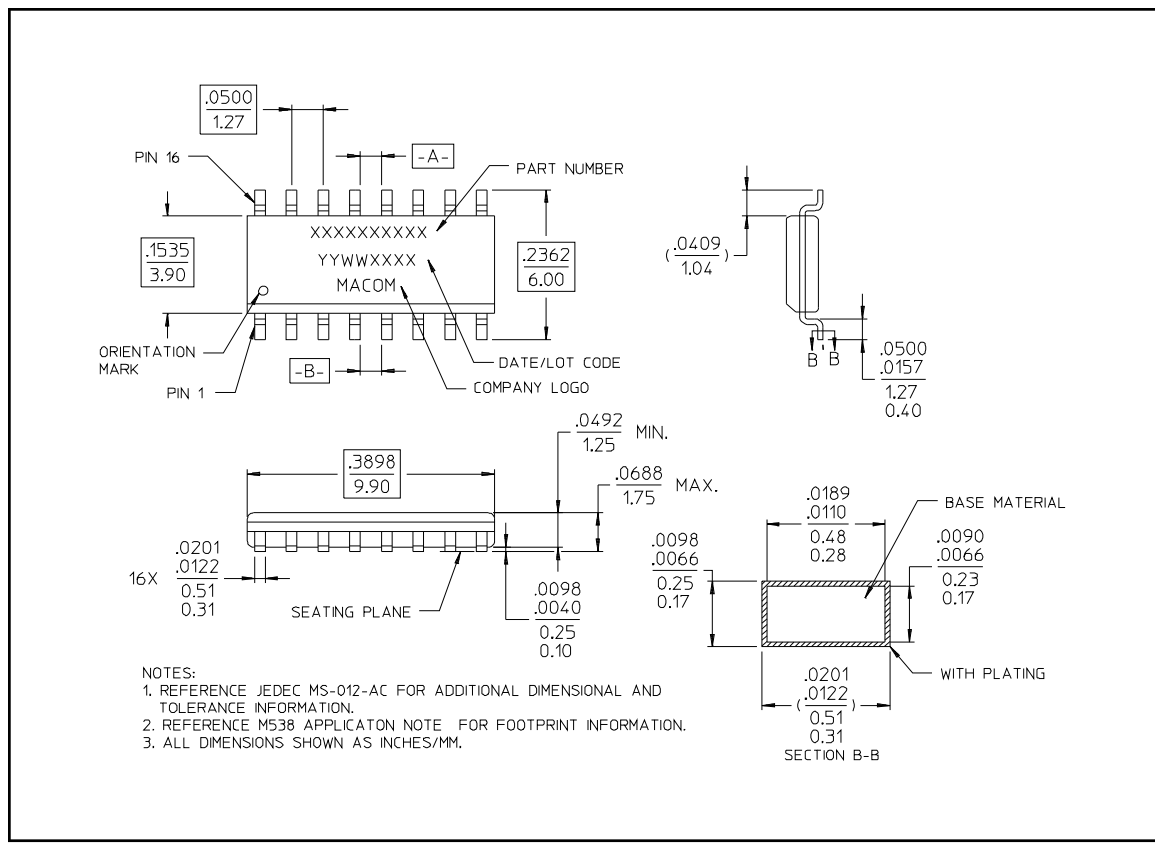 .0500
1.27
PIN 16
-A-
PART NUMBER
XXXXXXXXXX
YYWWXXXX
MACOM
.1535
3.90
.2362
6.00
ORIENTATION
MARK
PIN 1
-B-
DATE/LOT CODE
COMPANY LOGO
(.0409)
1.04
B B
.0500
.0157
1.27
0.40
.0492 MIN.
1.25
.3898
9.90
.0688 MAX.
1.75
16X
.0201
.0122
0.51
0.31
SEATING PLANE
.0098
.0040
0.25
0.10
.0189
.0110
0.48
0.28
BASE MATERIAL
.0098
.0066
0.25
0.17
.0090
.0066
0.23
0.17
WITH PLATING
.0201
(.0122)
0.51
0.31
SECTION B-B
NOTES:
1. REFERENCE JEDEC MS-012-AC FOR ADDITIONAL DIMENSIONAL AND
TOLERANCE INFORMATION.
2. REFERENCE M538 APPLICATON NOTE FOR FOOTPRINT INFORMATION.
3. ALL DIMENSIONS SHOWN AS INCHES/MM.